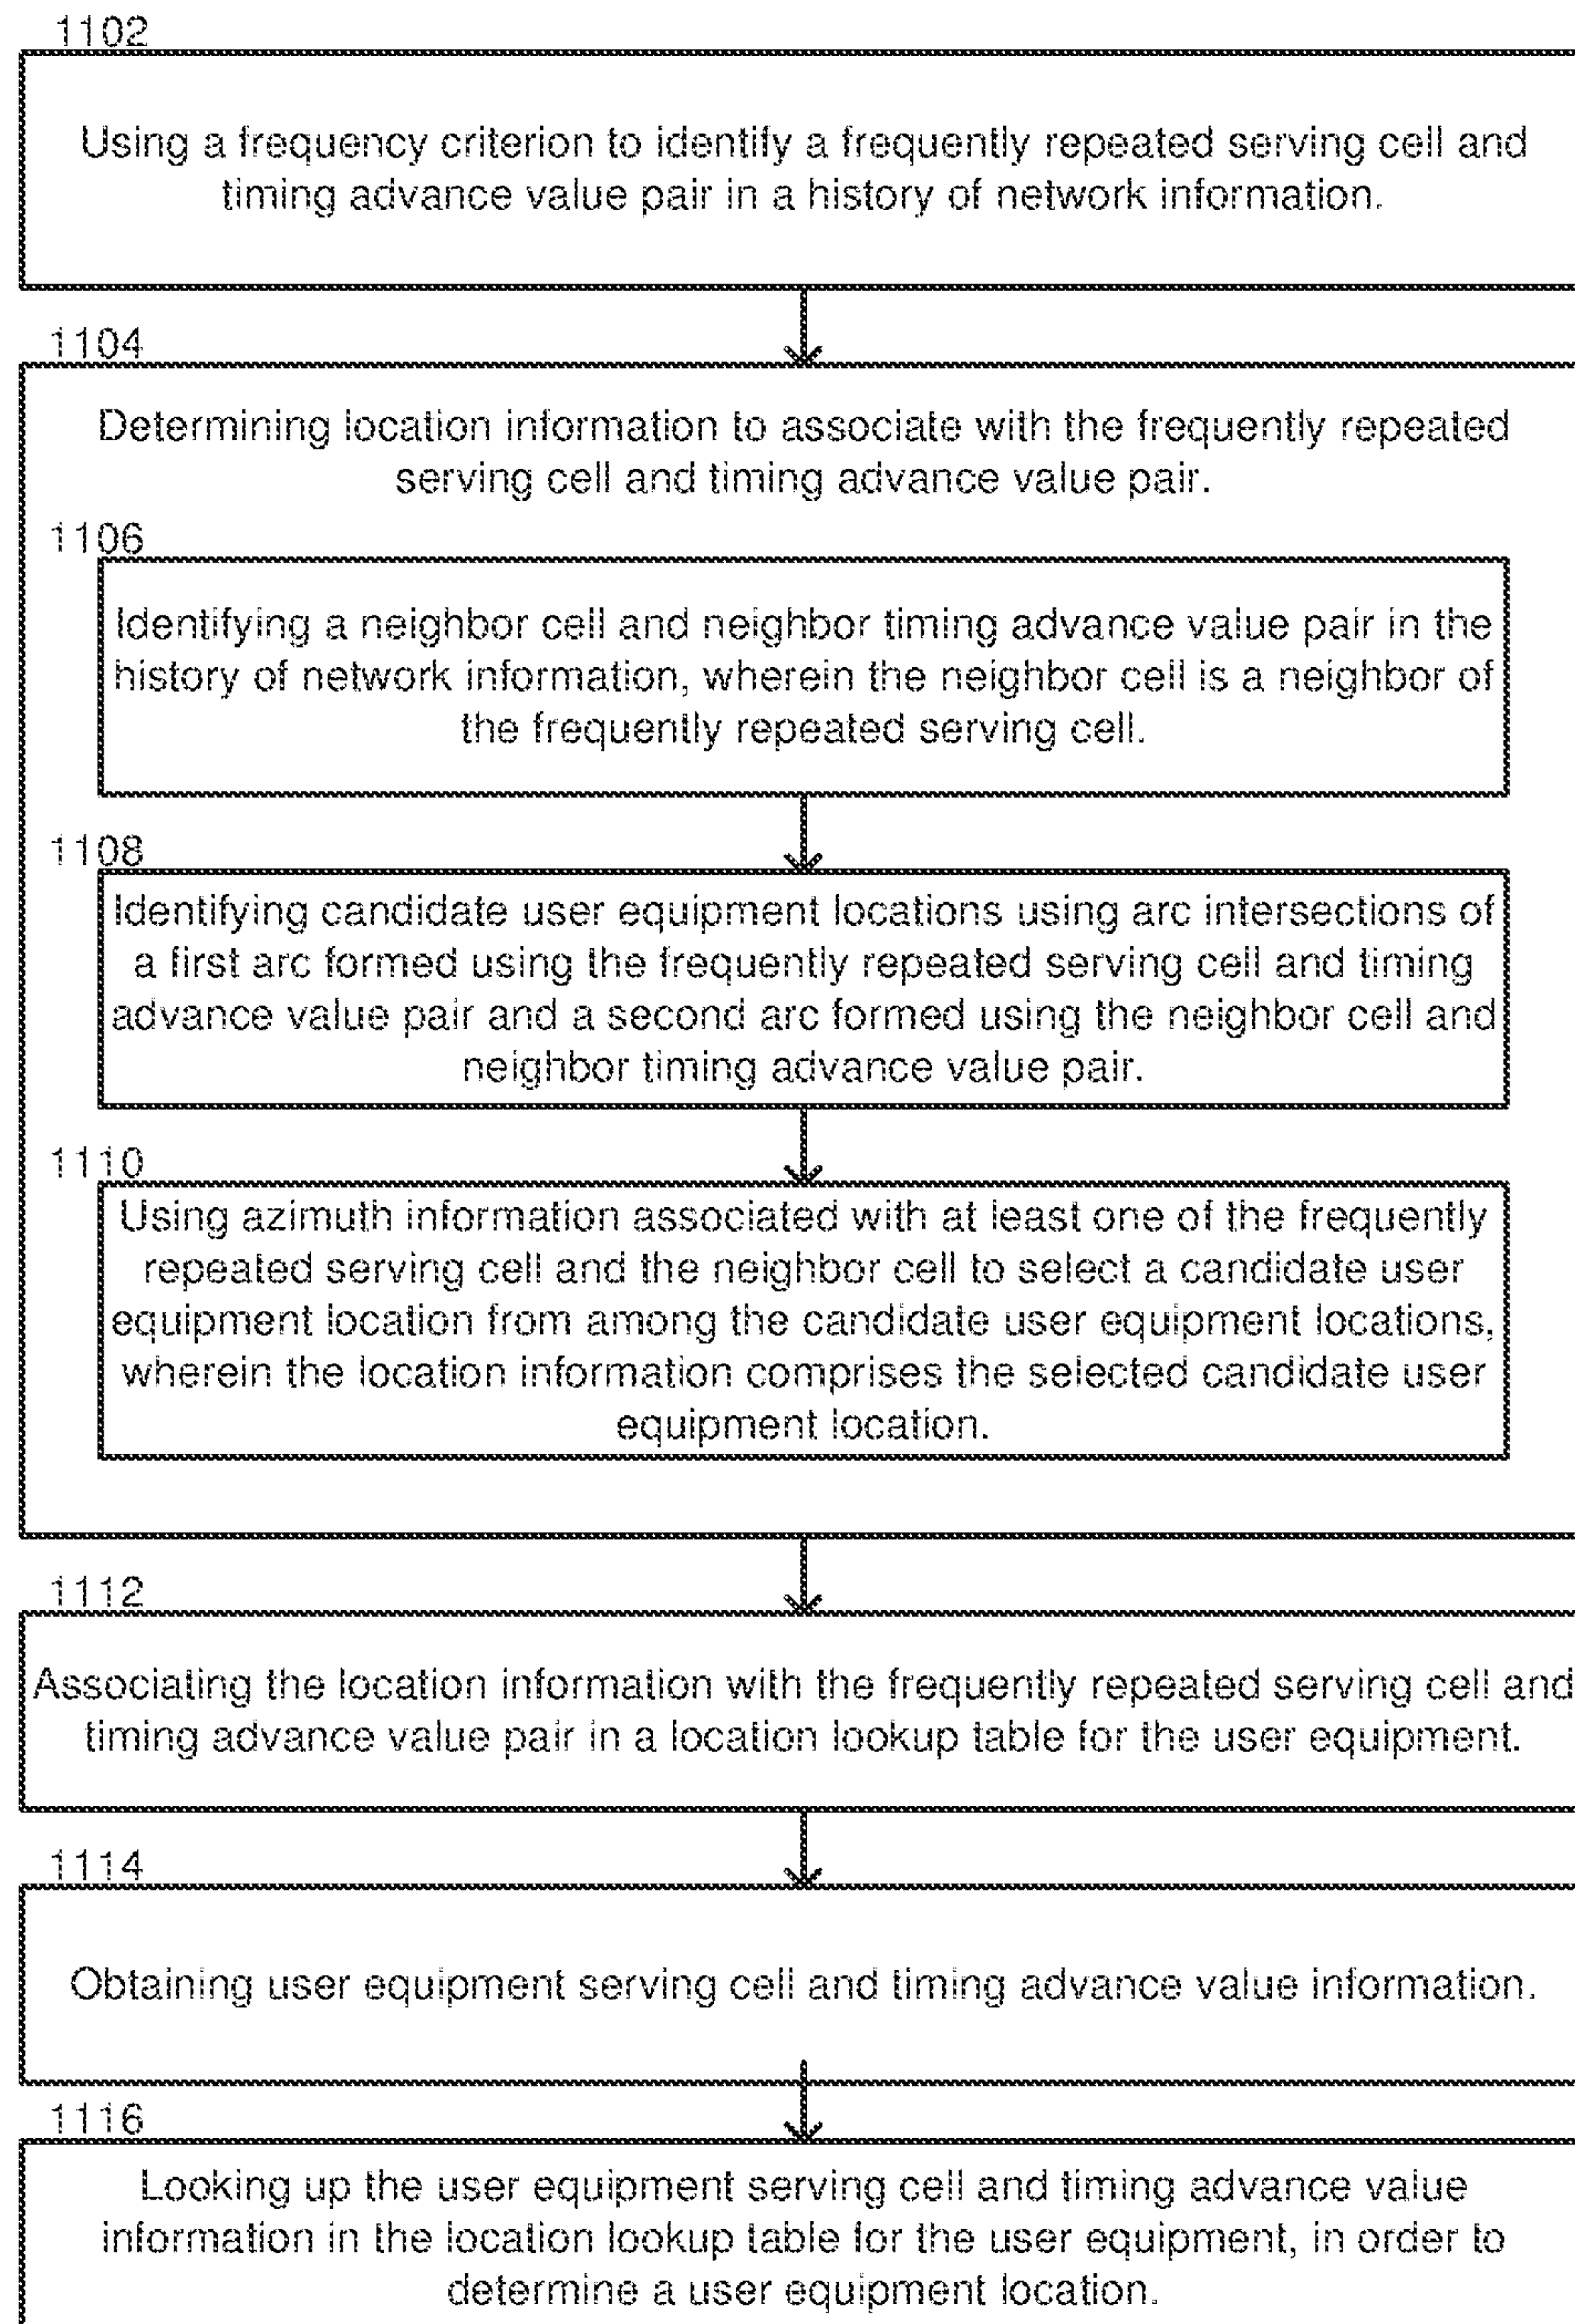 1102
Using a frequency criterion to identify a frequently repeated serving cell and
timing advance value pair in a history of network information.
1104
Determining location information to associate with the frequently repeated
serving cell and timing advance value pair.
1106
Identifying a neighbor cell and neighbor timing advance value pair in the
history of network information, wherein the neighbor cell is a neighbor of
the frequently repeated serving cell.
1108
Identifying candidate user equipment locations using arc intersections of
a first arc formed using the frequently repeated serving cell and timing
advance value pair and a second arc formed using the neighbor cell and
neighbor timing advance value pair.
1110
Using azimuth information associated with at least one of the frequently
repeated serving cell and the neighbor cell to select a candidate user
equipment location from among the candidate user equipment locations,
wherein the location information comprises the selected candidate user
equipment location.
1112
Associating the location information with the frequently repeated serving cell and
timing advance value pair in a location lookup table for the user equipment.
1114
Obtaining user equipment serving cell and timing advance value information.
1116
Looking up the user equipment serving cell and timing advance value
information in the location lookup table for the user equipment, in order to
determine a user equipment location.